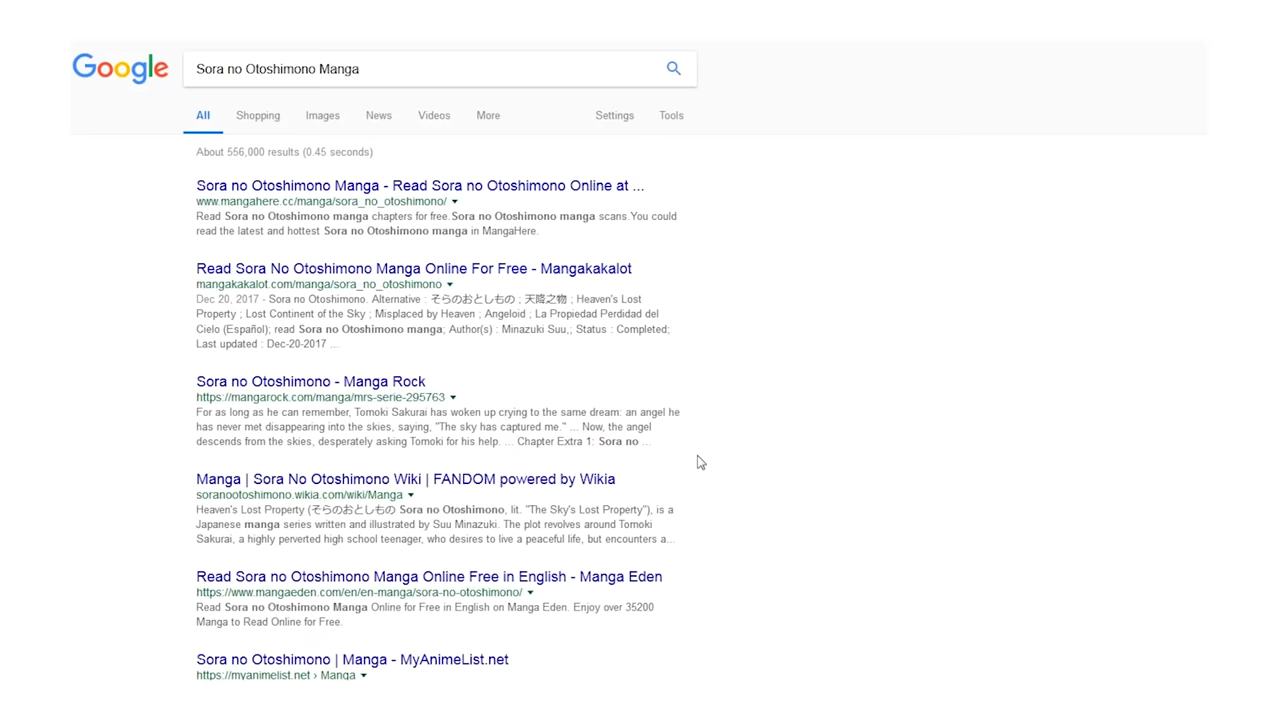 Google
Sora no Otoshimono Manga
All Shopping Images News Videos More Settings Tools
About 556,000 results (0.45 seconds)
Sora no Otoshimono Manga - Read Sora no Otoshimono Online at ...
www.mangahere.cc/manga/sora_no_otoshimono/
Read Sora no Otoshimono manga chapters for free.Sora no Otoshimono manga scans.You could
read the latest and hottest Sora no Otoshimono manga in MangaHere.
Read Sora No Otoshimono Manga Online For Free - Mangakakalot
mangakakalot.com/manga/sora_no_otoshimono
Dec 20, 2017 - Sora no Otoshimono. Alternative : そらのおとしもの ; 天降之物 ; Heaven's Lost
Property ; Lost Continent of the Sky ; Misplaced by Heaven ; Angeloid ; La Propiedad Perdidad del
Cielo (Español); read Sora no Otoshimono manga; Author(s) : Minazuki Suu,; Status : Completed;
Last updated : Dec-20-2017 ...
Sora no Otoshimono - Manga Rock
https://mangarock.com/manga/mrs-serie-295763
For as long as he can remember, Tomoki Sakurai has woken up crying to the same dream: an angel he
has never met disappearing into the skies, saying, "The sky has captured me." ... Now, the angel
descends from the skies, desperately asking Tomoki for his help. ... Chapter Extra 1: Sora no ...
Manga | Sora No Otoshimono Wiki | FANDOM powered by Wikia
soranootoshimono.wikia.com/wiki/Manga
Heaven's Lost Property (そらのおとしもの Sora no Otoshimono, lit. "The Sky's Lost Property"), is a
Japanese manga series written and illustrated by Suu Minazuki. The plot revolves around Tomoki
Sakurai, a highly perverted high school teenager, who desires to live a peaceful life, but encounters a...
Read Sora no Otoshimono Manga Online Free in English - Manga Eden
https://www.mangaeden.com/en/en-manga/sora-no-otoshimono/
Read Sora no Otoshimono Manga Online for Free in English on Manga Eden. Enjoy over 35200
Manga to Read Online for Free.
Sora no Otoshimono | Manga - MyAnimeList.net
https://myanimelist.net › Manga